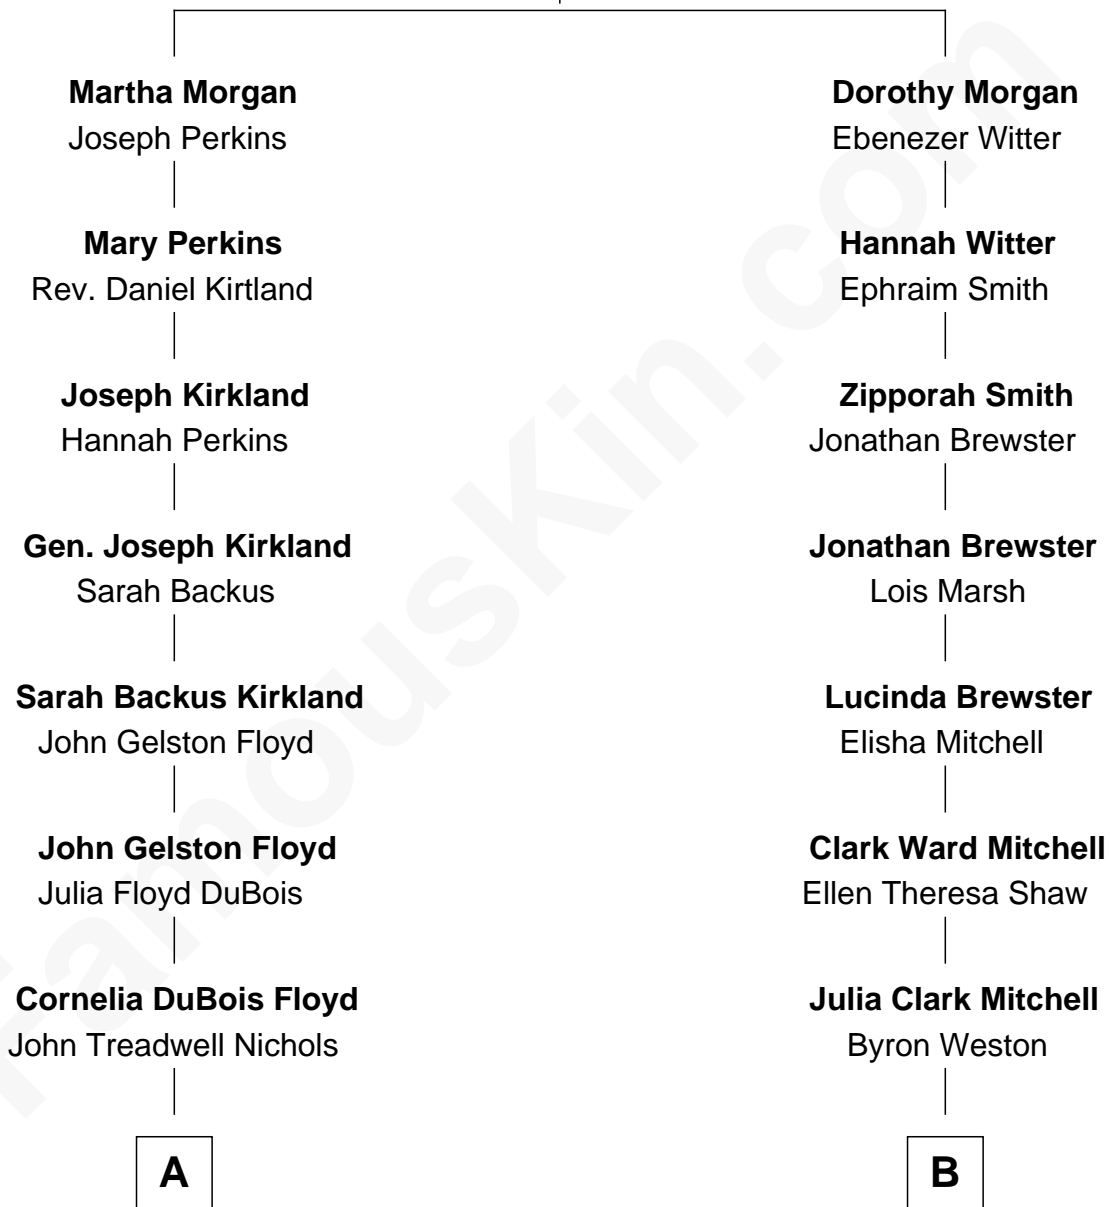 Martha Morgan
Joseph Perkins
Mary Perkins
Rev. Daniel Kirtland
Joseph Kirkland
Hannah Perkins
Gen. Joseph Kirkland
Sarah Backus
Sarah Backus Kirkland
John Gelston Floyd
John Gelston Floyd
Julia Floyd DuBois
Cornelia DuBois Floyd
John Treadwell Nichols
A
Dorothy Morgan
Ebenezer Witter
Hannah Witter
Ephraim Smith
Zipporah Smith
Jonathan Brewster
Jonathan Brewster
Lois Marsh
Lucinda Brewster
Elisha Mitchell
Clark Ward Mitchell
Ellen Theresa Shaw
Julia Clark Mitchell
Byron Weston
B
FamousKin.com